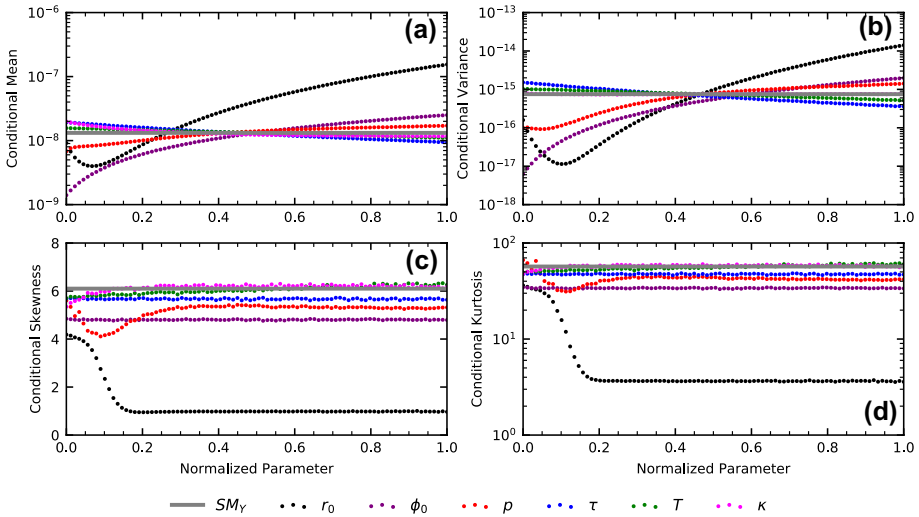 (a)
Conditional Mean
10⁻⁶
10⁻⁷
10⁻⁸
10⁻⁹
0.0 0.2 0.4 0.6 0.8 1.0
(b)
Conditional Variance
10⁻¹³
10⁻¹⁴
10⁻¹⁵
10⁻¹⁶
10⁻¹⁷
10⁻¹⁸
0.0 0.2 0.4 0.6 0.8 1.0
(c)
Conditional Skewness
8
6
4
2
0
0.0 0.2 0.4 0.6 0.8 1.0
Normalized Parameter
(d)
Conditional Kurtosis
10²
10¹
10⁰
0.0 0.2 0.4 0.6 0.8 1.0
Normalized Parameter
SM_Y r₀ ϕ₀ p τ T κ